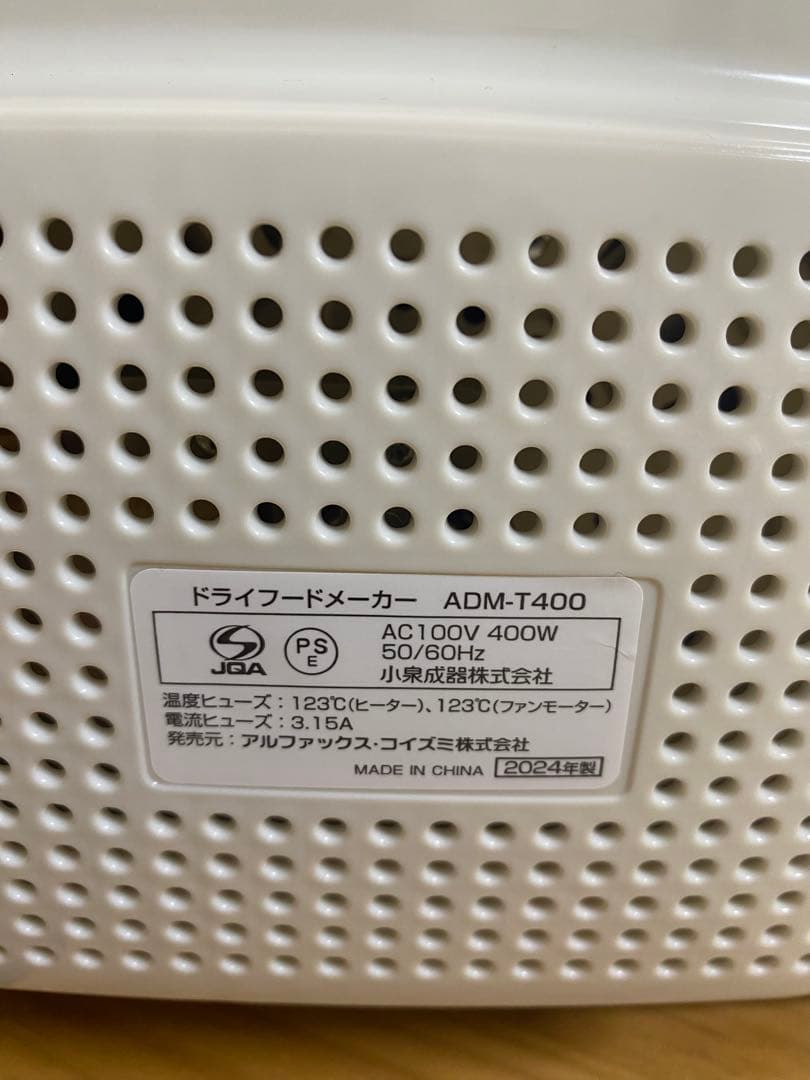 ドライフードメーカー ADM-T400
JQA
PS
E
AC100V 400W
50/60Hz
小泉成器株式会社
温度ヒューズ：123℃(ヒーター)、123℃(ファンモーター)
電流ヒューズ：3.15A
発売元：アルファックス・コイズミ株式会社
MADE IN CHINA 2024年製